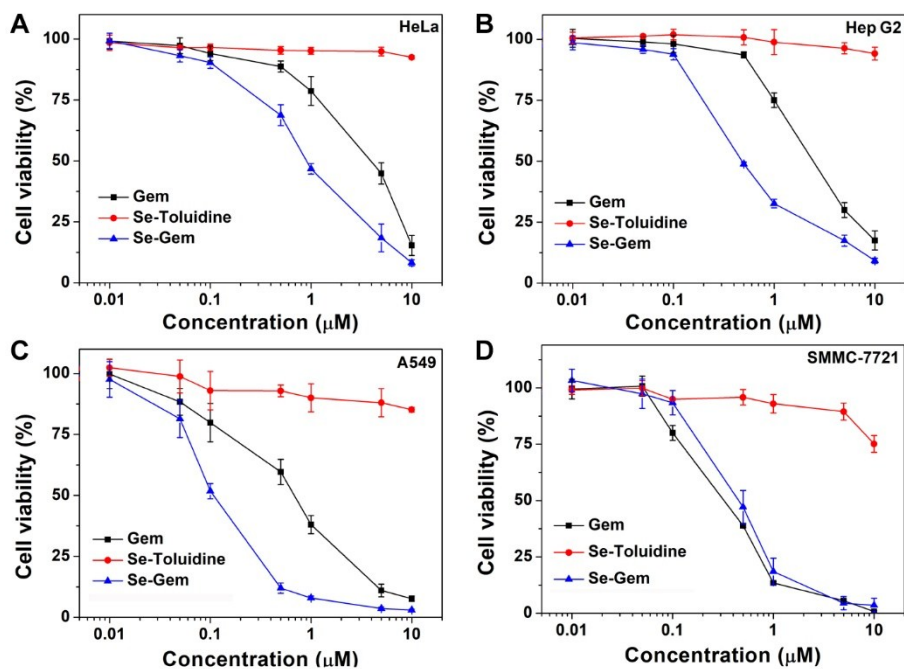 A
HeLa
Cell viability (%)
100
75
50
25
0
Gem
Se-Toluidine
Se-Gem
0.01
0.1
1
10
Concentration (μM)
B
Hep G2
Cell viability (%)
100
75
50
25
0
Gem
Se-Toluidine
Se-Gem
0.01
0.1
1
10
Concentration (μM)
C
A549
Cell viability (%)
100
75
50
25
0
Gem
Se-Toluidine
Se-Gem
0.01
0.1
1
10
Concentration (μM)
D
SMMC-7721
Cell viability (%)
100
75
50
25
0
Gem
Se-Toluidine
Se-Gem
0.01
0.1
1
10
Concentration (μM)